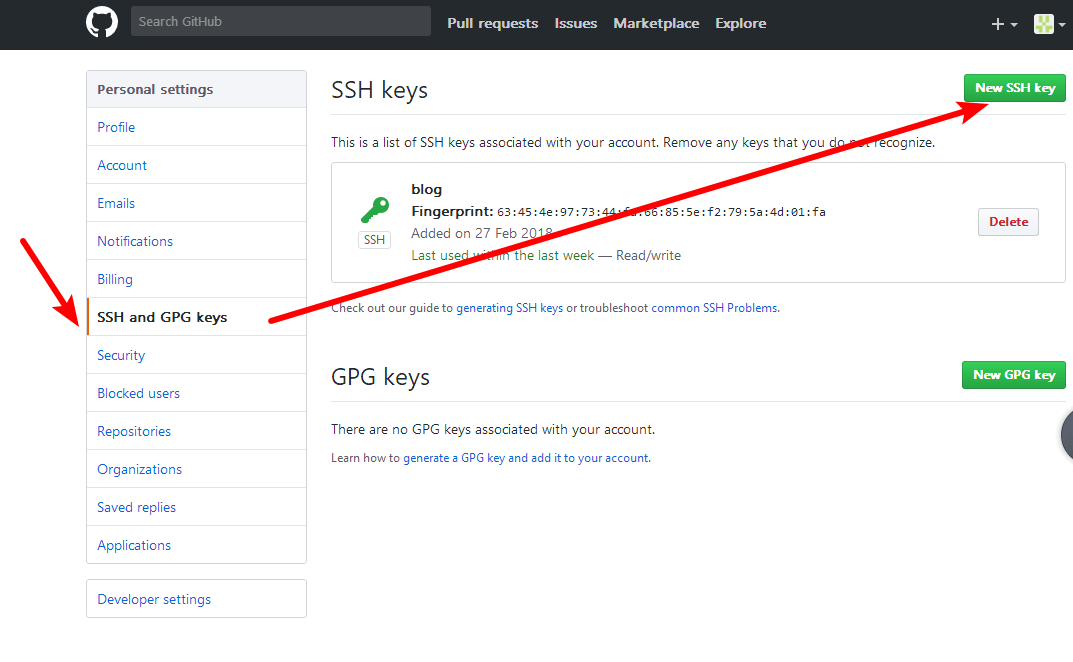 Search GitHub Pull requests Issues Marketplace Explore
Personal settings
Profile
Account
Emails
Notifications
Billing
SSH and GPG keys
Security
Blocked users
Repositories
Organizations
Saved replies
Applications
Developer settings
SSH keys New SSH key
This is a list of SSH keys associated with your account. Remove any keys that you do not recognize.
blog
Fingerprint: 63:45:4e:97:73:44:fd:66:85:5e:f2:79:5a:4d:01:fa
SSH Added on 27 Feb 2018 Delete
Last used within the last week — Read/write
Check out our guide to generating SSH keys or troubleshoot common SSH Problems.
GPG keys New GPG key
There are no GPG keys associated with your account.
Learn how to generate a GPG key and add it to your account.